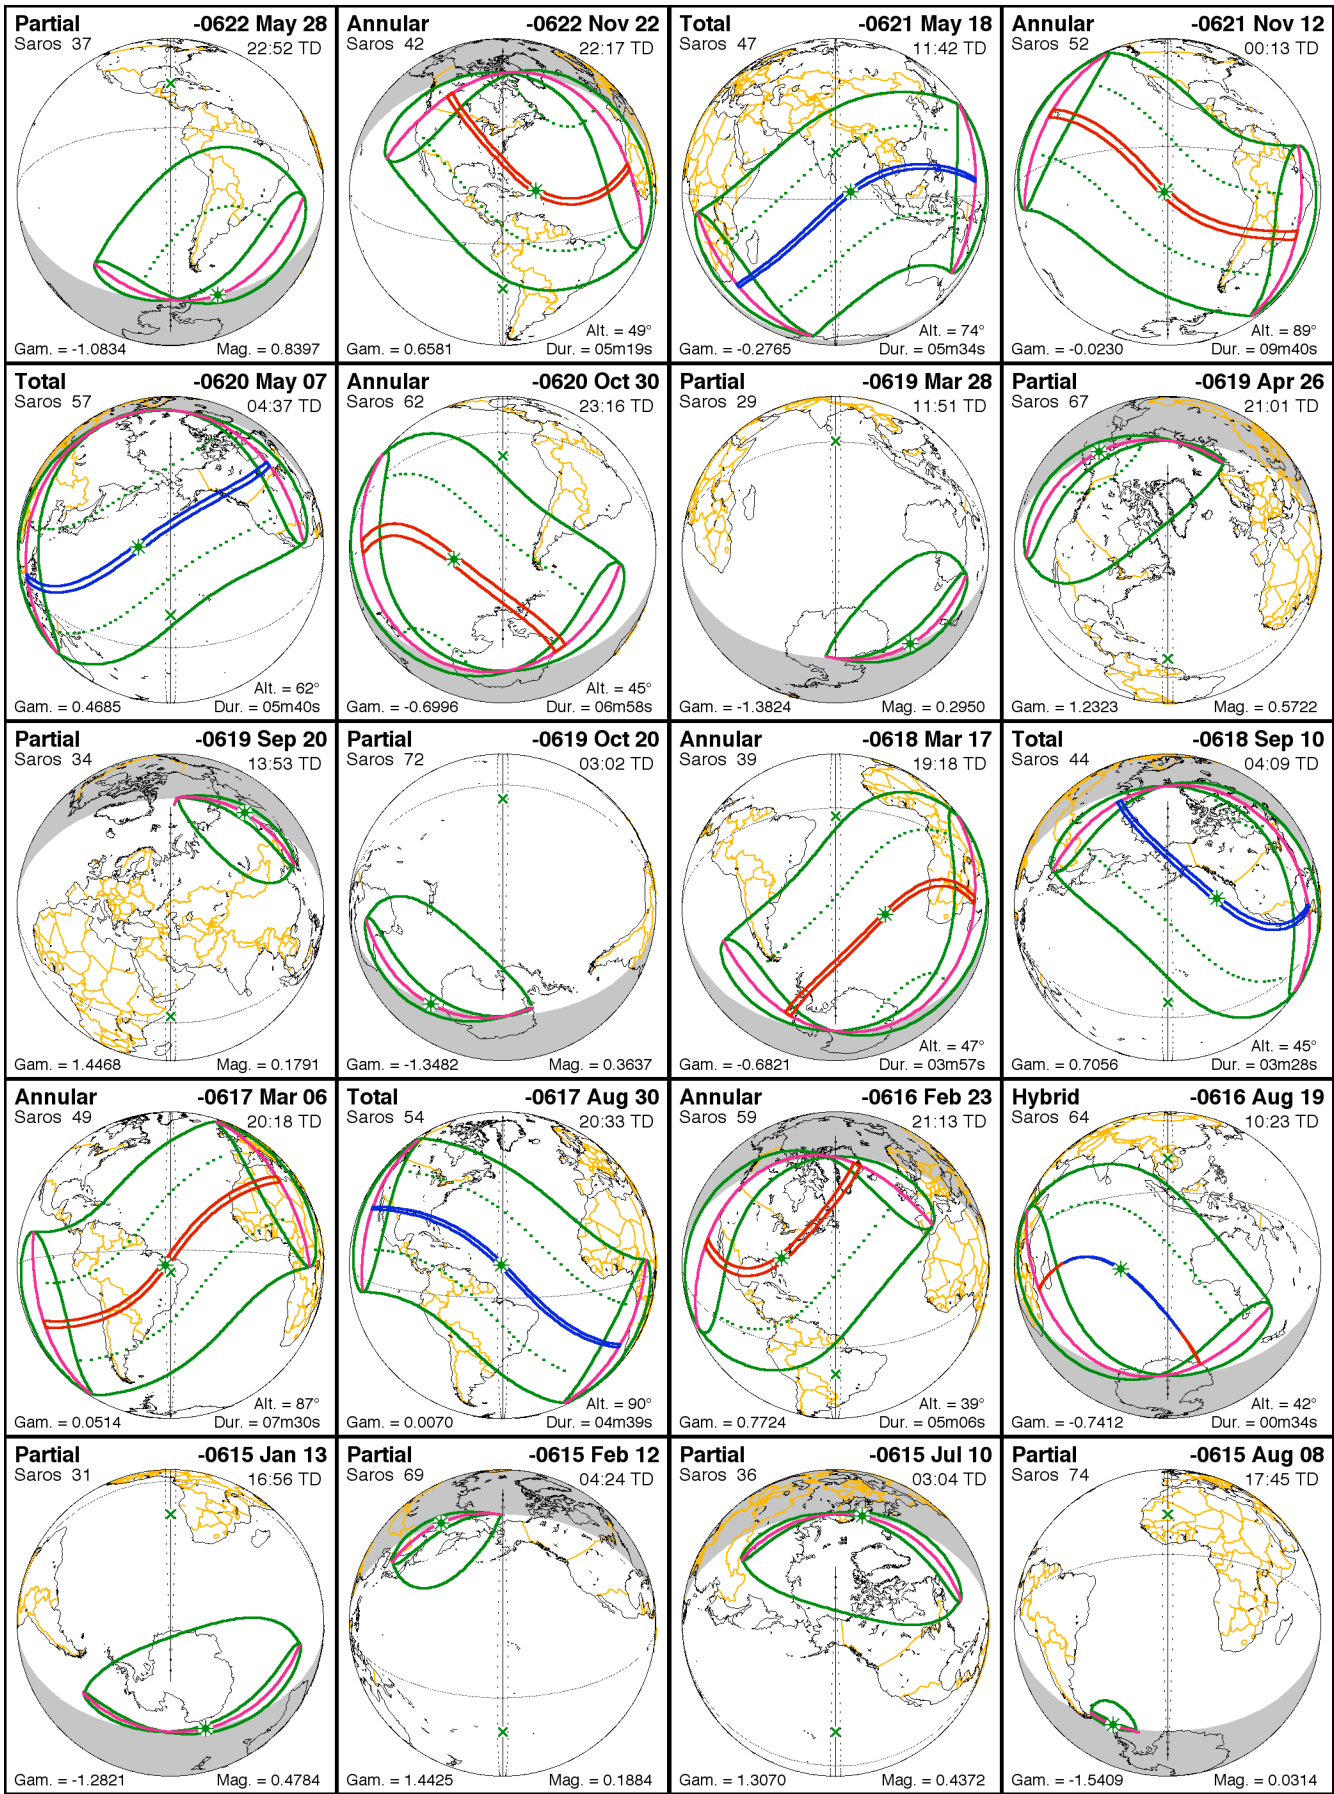 Partial -0622 May 28
Saros 37 22:52 TD
Gam. = -1.0834 Mag. = 0.8397
Annular -0622 Nov 22
Saros 42 22:17 TD
Alt. = 49°
Gam. = 0.6581 Dur. = 05m19s
Total -0621 May 18
Saros 47 11:42 TD
Alt. = 74°
Gam. = -0.2765 Dur. = 05m34s
Annular -0621 Nov 12
Saros 52 00:13 TD
Alt. = 89°
Gam. = -0.0230 Dur. = 09m40s
Total -0620 May 07
Saros 57 04:37 TD
Alt. = 62°
Gam. = 0.4685 Dur. = 05m40s
Annular -0620 Oct 30
Saros 62 23:16 TD
Alt. = 45°
Gam. = -0.6996 Dur. = 06m58s
Partial -0619 Mar 28
Saros 29 11:51 TD
Gam. = -1.3824 Mag. = 0.2950
Partial -0619 Apr 26
Saros 67 21:01 TD
Gam. = 1.2323 Mag. = 0.5722
Partial -0619 Sep 20
Saros 34 13:53 TD
Gam. = 1.4468 Mag. = 0.1791
Partial -0619 Oct 20
Saros 72 03:02 TD
Gam. = -1.3482 Mag. = 0.3637
Annular -0618 Mar 17
Saros 39 19:18 TD
Alt. = 47°
Gam. = -0.6821 Dur. = 03m57s
Total -0618 Sep 10
Saros 44 04:09 TD
Alt. = 45°
Gam. = 0.7056 Dur. = 03m28s
Annular -0617 Mar 06
Saros 49 20:18 TD
Alt. = 87°
Gam. = 0.0514 Dur. = 07m30s
Total -0617 Aug 30
Saros 54 20:33 TD
Alt. = 90°
Gam. = 0.0070 Dur. = 04m39s
Annular -0616 Feb 23
Saros 59 21:13 TD
Alt. = 39°
Gam. = 0.7724 Dur. = 05m06s
Hybrid -0616 Aug 19
Saros 64 10:23 TD
Alt. = 42°
Gam. = -0.7412 Dur. = 00m34s
Partial -0615 Jan 13
Saros 31 16:56 TD
Gam. = -1.2821 Mag. = 0.4784
Partial -0615 Feb 12
Saros 69 04:24 TD
Gam. = 1.4425 Mag. = 0.1884
Partial -0615 Jul 10
Saros 36 03:04 TD
Gam. = 1.3070 Mag. = 0.4372
Partial -0615 Aug 08
Saros 74 17:45 TD
Gam. = -1.5409 Mag. = 0.0314